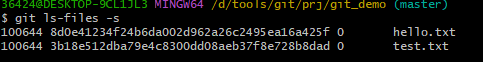 36424@DESKTOP-9CL1JL3 MINGW64 /d/tools/git/prj/git_demo (master)
$ git ls-files -s
100644 8d0e41234f24b6da002d962a26c2495ea16a425f 0       hello.txt
100644 3b18e512dba79e4c8300dd08aeb37f8e728b8dad 0       test.txt